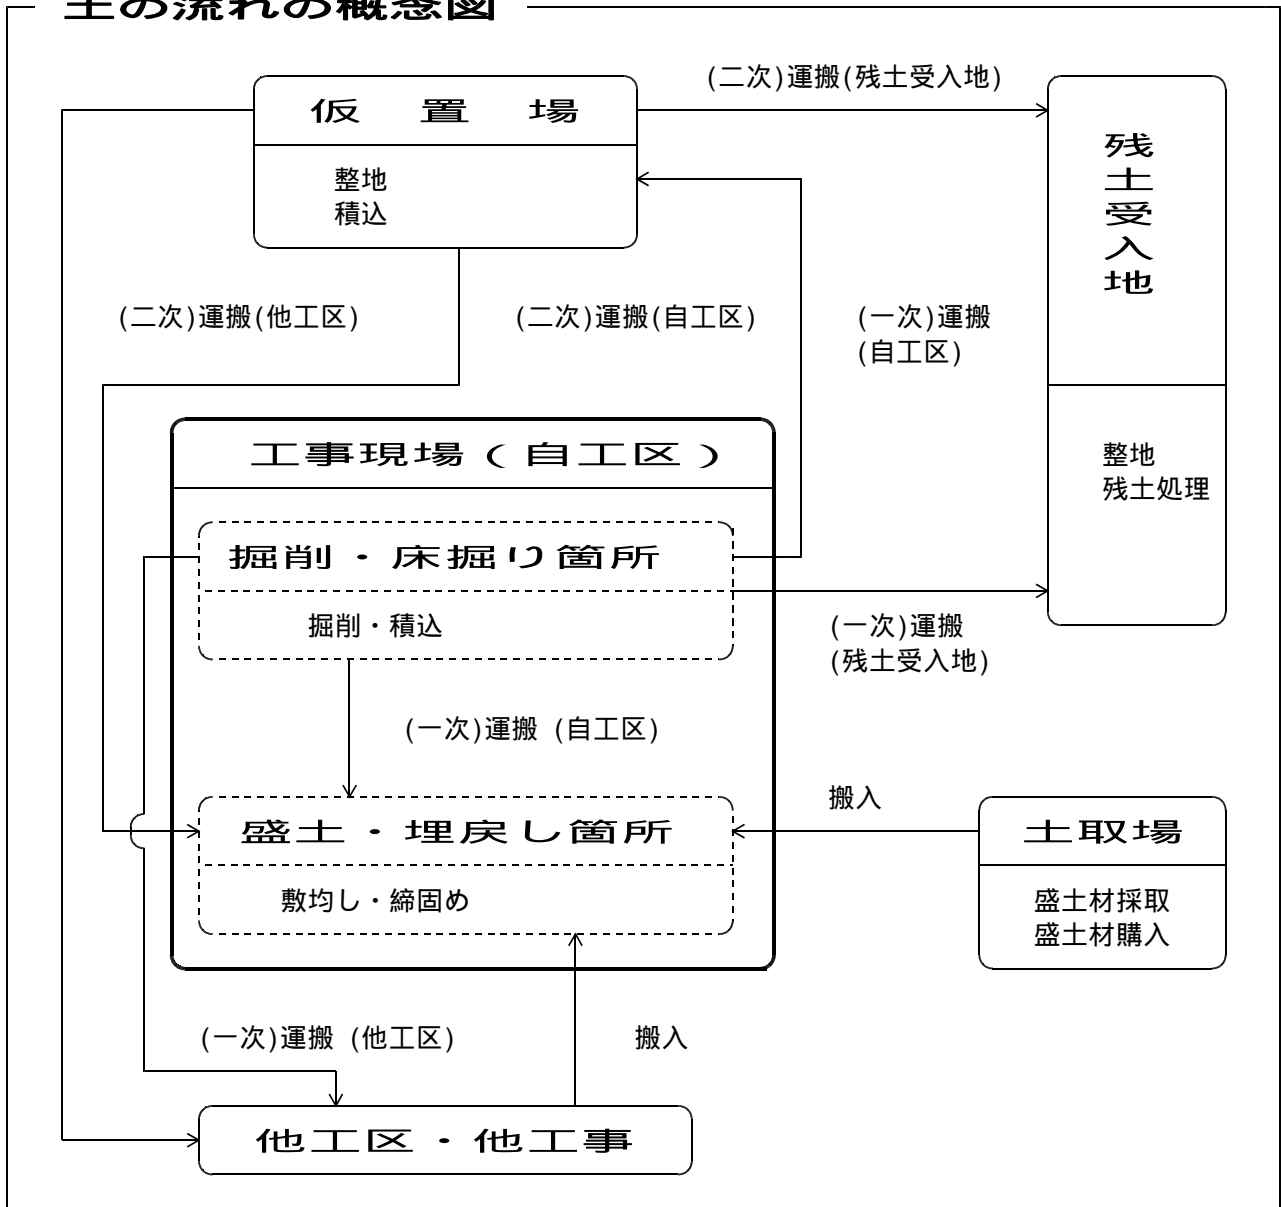 土の流れの概念図
(二次)運搬(残土受入地)
仮 置 場
整地
積込
残土受入地
(二次)運搬(他工区)
(二次)運搬(自工区)
(一次)運搬
(自工区)
工事現場(自工区)
整地
残土処理
掘削・床掘り箇所
掘削・積込
(一次)運搬
(残土受入地)
(一次)運搬 (自工区)
搬入
盛土・埋戻し箇所
土取場
敷均し・締固め
盛土材採取
盛土材購入
(一次)運搬 (他工区)
搬入
他工区・他工事